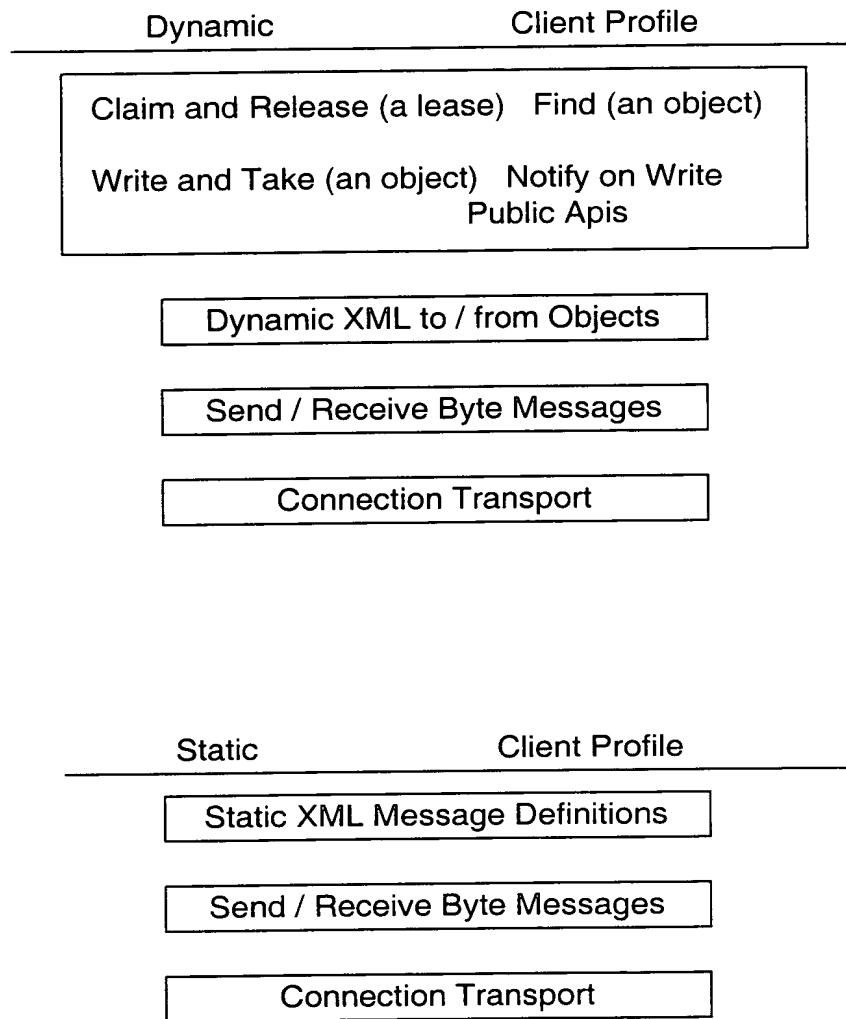 Dynamic Client Profile
Claim and Release (a lease) Find (an object)
Write and Take (an object) Notify on Write
Public Apis
Dynamic XML to / from Objects
Send / Receive Byte Messages
Connection Transport
Static Client Profile
Static XML Message Definitions
Send / Receive Byte Messages
Connection Transport